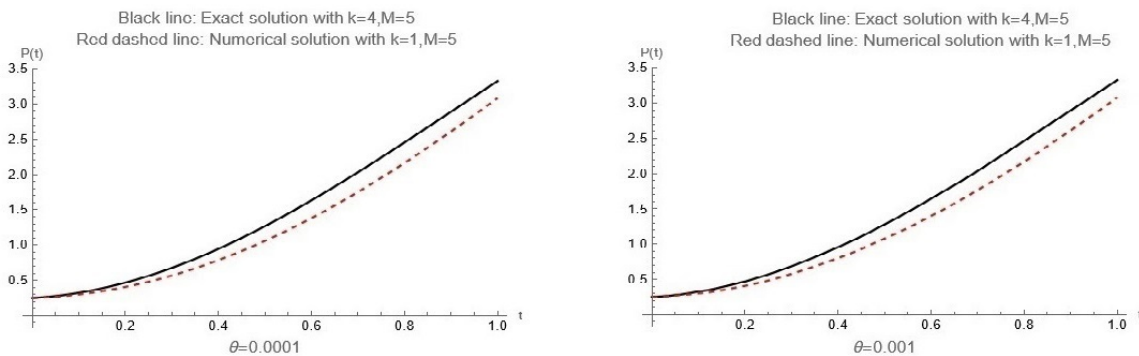 Black line: Exact solution with k=4,M=5
Red dashed line: Numerical solution with k=1,M=5
P(t)
3.5
3.0
2.5
2.0
1.5
1.0
0.5
0.2
0.4
0.6
0.8
1.0
t
θ=0.0001
Black line: Exact solution with k=4,M=5
Red dashed line: Numerical solution with k=1,M=5
P(t)
3.5
3.0
2.5
2.0
1.5
1.0
0.5
0.2
0.4
0.6
0.8
1.0
t
θ=0.001